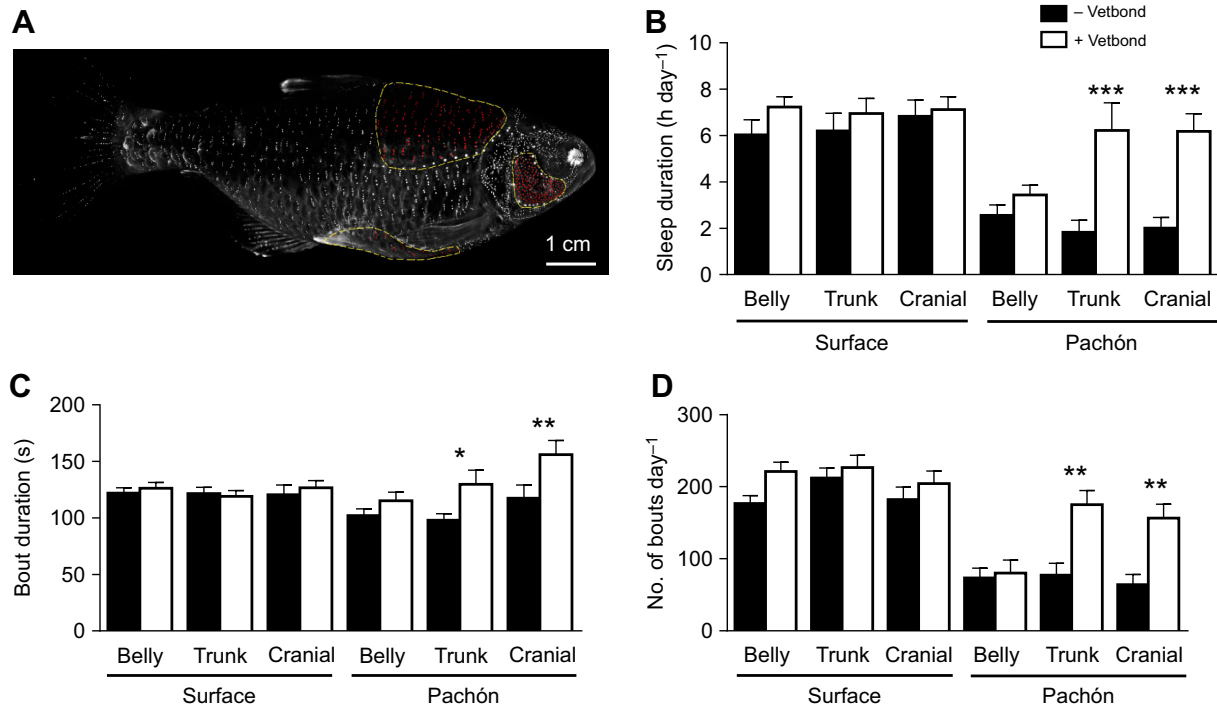 A
1 cm
B
– Vetbond
+ Vetbond
Sleep duration (h day–1)
10
8
6
4
2
0
*** ***
Belly Trunk Cranial Belly Trunk Cranial
Surface Pachón
C
Bout duration (s)
200
150
100
50
0
* **
Belly Trunk Cranial Belly Trunk Cranial
Surface Pachón
D
No. of bouts day–1
300
200
100
0
** **
Belly Trunk Cranial Belly Trunk Cranial
Surface Pachón